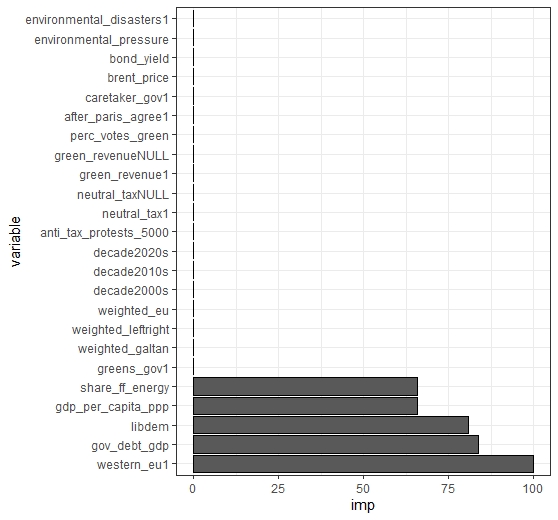 environmental_disasters1
environmental_pressure
bond_yield
brent_price
caretaker_gov1
after_paris_agree1
perc_votes_green
green_revenueNULL
green_revenue1
neutral_taxNULL
neutral_tax1
anti_tax_protests_5000
decade2020s
decade2010s
decade2000s
weighted_eu
weighted_leftright
weighted_galtan
greens_gov1
share_ff_energy
gdp_per_capita_ppp
libdem
gov_debt_gdp
western_eu1
variable
0 25 50 75 100
imp